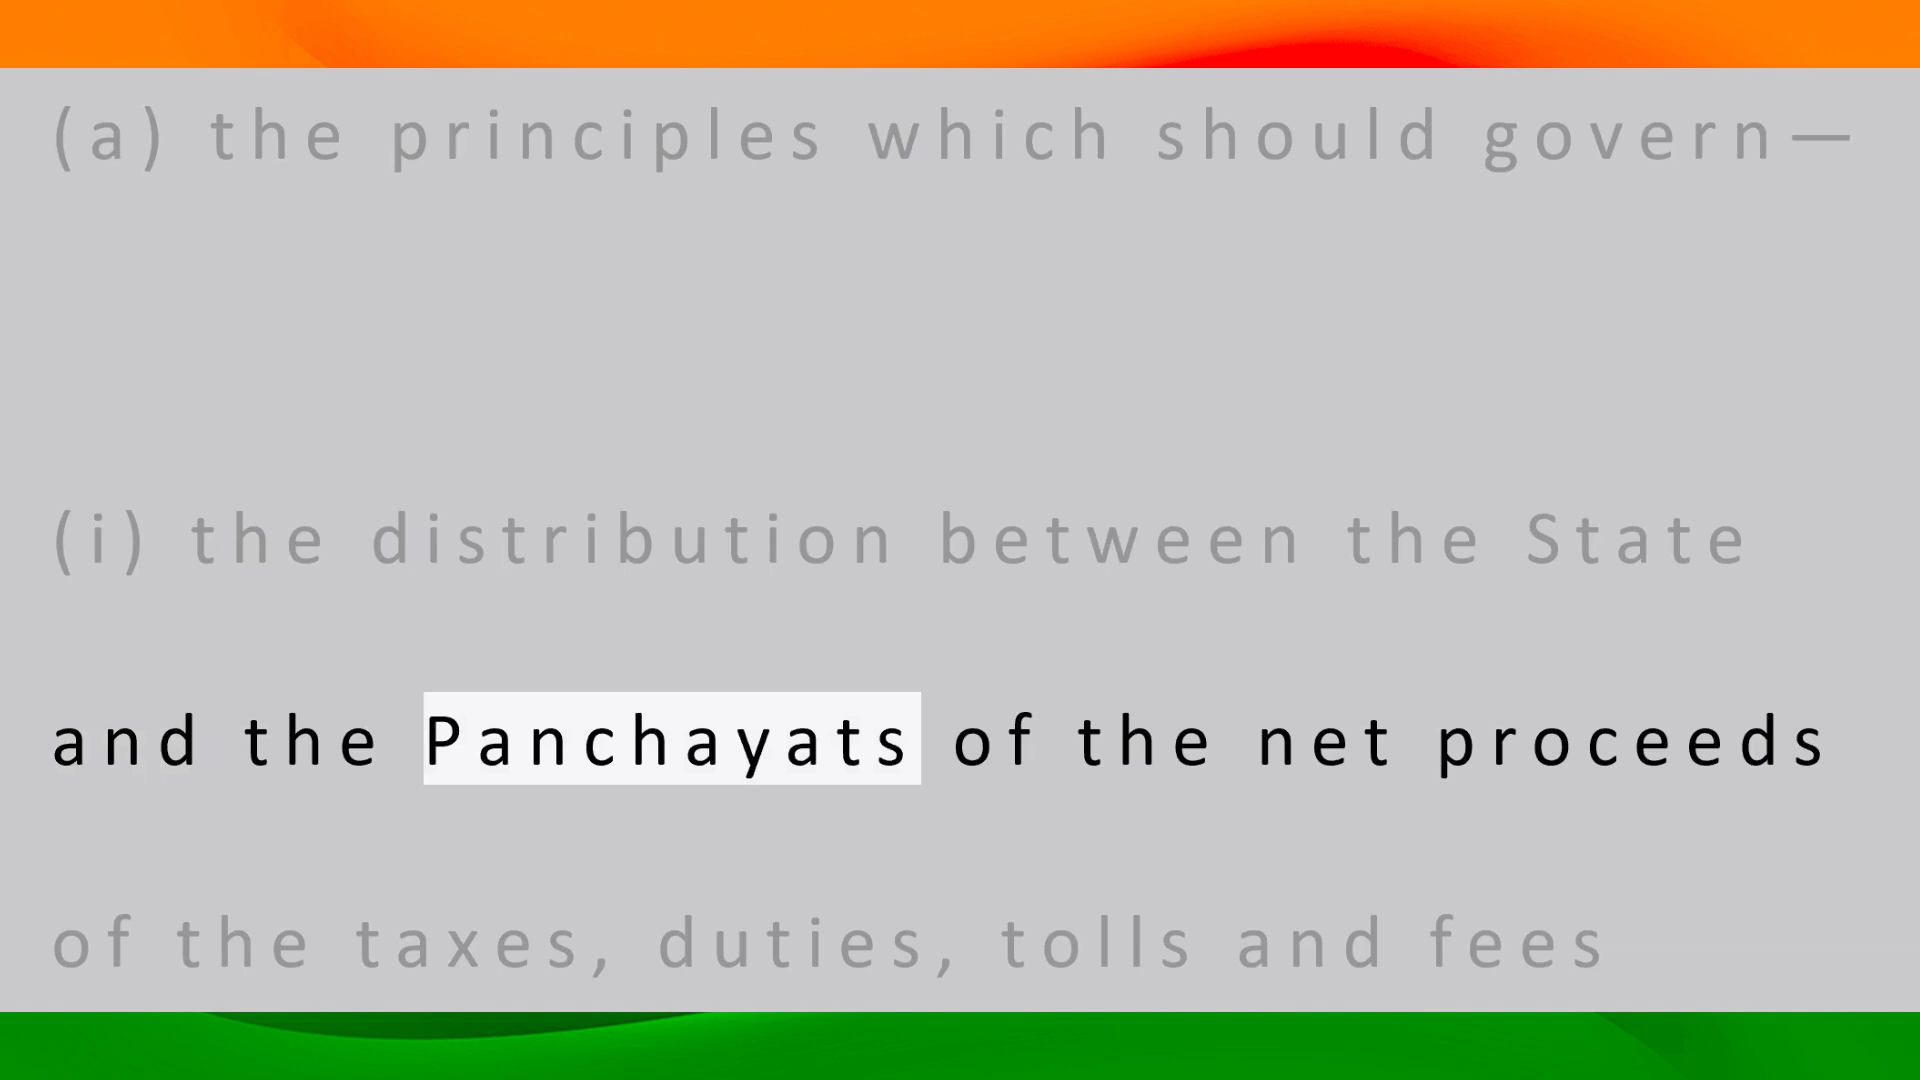 (a) the principles which should govern—
(i) the distribution between the State
and the Panchayats of the net proceeds
of the taxes, duties, tolls and fees